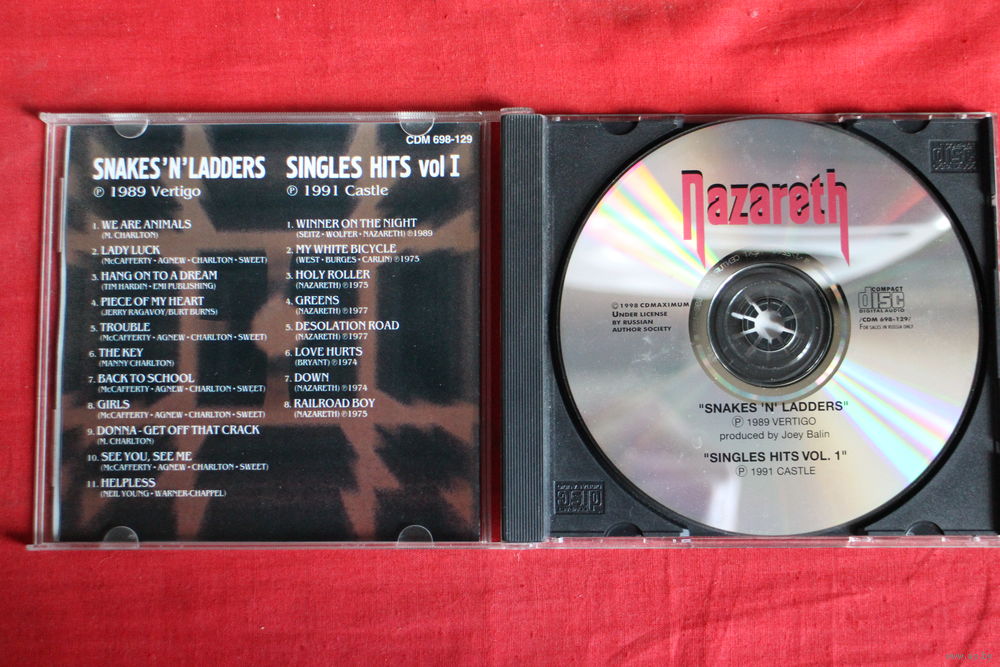 CDM 698-129
SNAKES'N'LADDERS
℗ 1989 Vertigo
1. WE ARE ANIMALS
(M. CHARLTON)
2. LADY LUCK
(McCAFFERTY • AGNEW • CHARLTON • SWEET)
3. HANG ON TO A DREAM
(TIM HARDIN • EMI PUBLISHING)
4. PIECE OF MY HEART
(JERRY RAGAVOY/BURT BURNS)
5. TROUBLE
(McCAFFERTY • AGNEW • CHARLTON • SWEET)
6. THE KEY
(MANNY CHARLTON)
7. BACK TO SCHOOL
(McCAFFERTY • AGNEW • CHARLTON • SWEET)
8. GIRLS
(McCAFFERTY • AGNEW • CHARLTON • SWEET)
9. DONNA - GET OFF THAT CRACK
(M. CHARLTON)
10. SEE YOU, SEE ME
(McCAFFERTY • AGNEW • CHARLTON • SWEET)
11. HELPLESS
(NEIL YOUNG • WARNER-CHAPPEL)
SINGLES HITS vol I
℗ 1991 Castle
1. WINNER ON THE NIGHT
(SEITZ • WOLFER • NAZARETH) ℗1989
2. MY WHITE BICYCLE
(WEST • BURGES • CARLIN) ℗1975
3. HOLY ROLLER
(NAZARETH) ℗1975
4. GREENS
(NAZARETH) ℗1977
5. DESOLATION ROAD
(NAZARETH) ℗1977
6. LOVE HURTS
(BRYANT) ℗1974
7. DOWN
(NAZARETH) ℗1974
8. RAILROAD BOY
(NAZARETH) ℗1975
Nazareth
© 1998 CDMAXIMUM
UNDER LICENSE
BY RUSSIAN
AUTHOR SOCIETY
COMPACT
disc
DIGITAL AUDIO
/CDM 698-129/
FOR SALES IN RUSSIA ONLY
"SNAKES 'N' LADDERS"
℗ 1989 VERTIGO
produced by Joey Balin
"SINGLES HITS VOL. 1"
℗ 1991 CASTLE